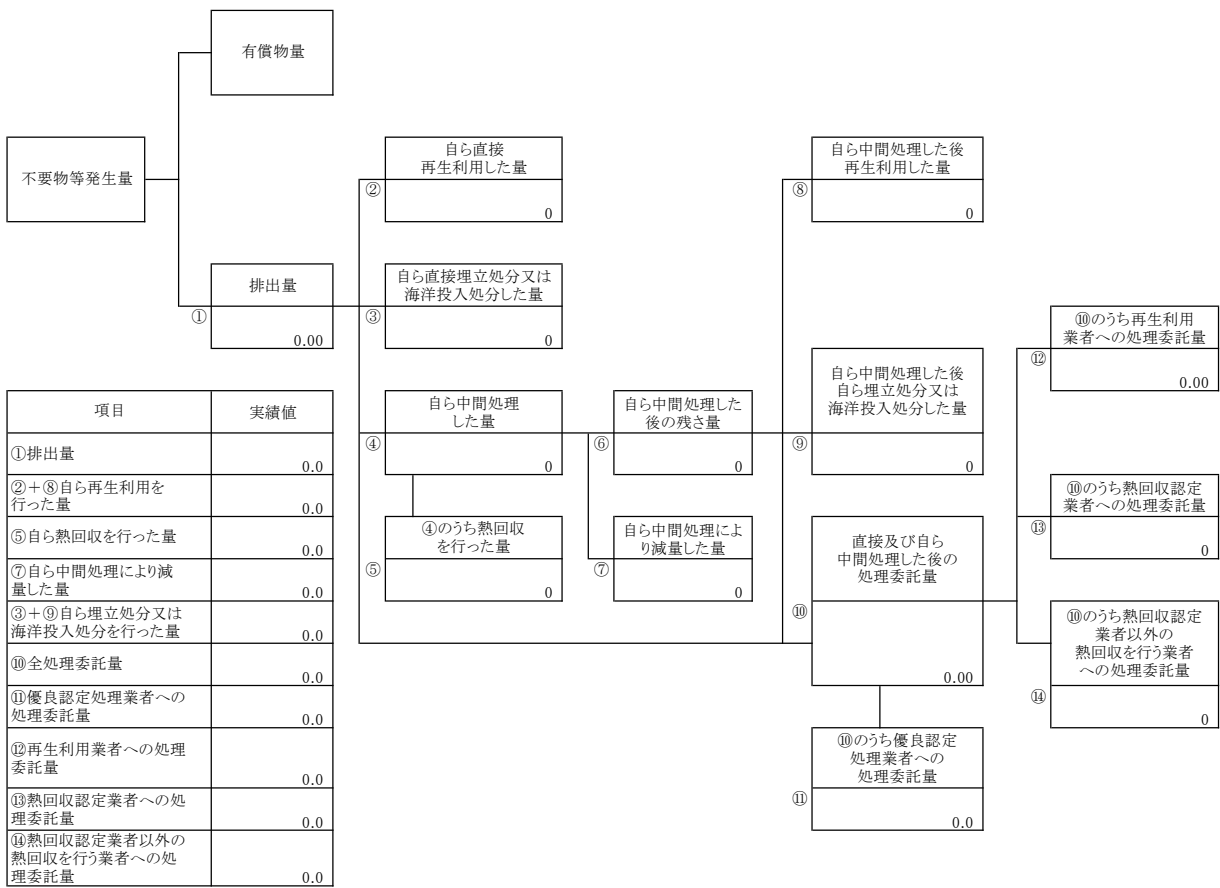 有償物量
不要物等発生量
自ら直接
再生利用した量
②
0
自ら中間処理した後
再生利用した量
⑧
0
排出量
①
0.00
自ら直接埋立処分又は
海洋投入処分した量
③
0
自ら中間処理した後
自ら埋立処分又は
海洋投入処分した量
⑨
0
⑩のうち再生利用
業者への処理委託量
⑫
0.00
自ら中間処理
した量
④
0
自ら中間処理した
後の残さ量
⑥
0
④のうち熱回収
を行った量
⑤
0
自ら中間処理によ
り減量した量
⑦
0
直接及び自ら
中間処理した後の
処理委託量
⑩
0.00
⑩のうち熱回収認定
業者への処理委託量
⑬
0
⑩のうち熱回収認定
業者以外の
熱回収を行う業者
への処理委託量
⑭
0
⑩のうち優良認定
処理業者への
処理委託量
⑪
0.0
項目 実績値
①排出量
0.0
②+⑧自ら再生利用を
行った量 0.0
⑤自ら熱回収を行った量
0.0
⑦自ら中間処理により減
量した量 0.0
③+⑨自ら埋立処分又は
海洋投入処分を行った量 0.0
⑩全処理委託量
0.0
⑪優良認定処理業者への
処理委託量 0.0
⑫再生利用業者への処理
委託量
0.0
⑬熱回収認定業者への処
理委託量 0.0
⑭熱回収認定業者以外の
熱回収を行う業者への処
理委託量 0.0